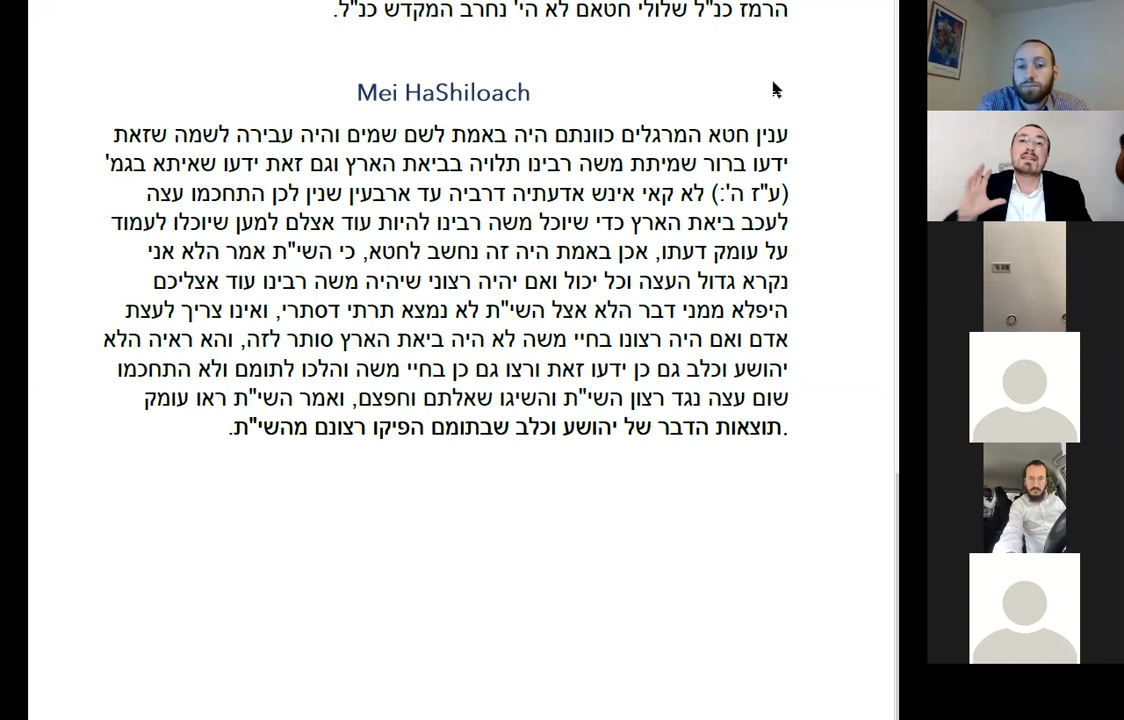 הרמז כנ"ל שלולי חטאם לא הי' נחרב המקדש כנ"ל.
Mei HaShiloach
ענין חטא המרגלים כוונתם היה באמת לשם שמים והיה עבירה לשמה שזאת
ידעו ברור שמיתת משה רבינו תלויה בביאת הארץ וגם זאת ידעו שאיתא בגמ'
(ע"ז ה':) לא קאי אינש אדעתיה דרביה עד ארבעין שנין לכן התחכמו עצה
לעכב ביאת הארץ כדי שיוכל משה רבינו להיות עוד אצלם למען שיוכלו לעמוד
על עומק דעתו, אכן באמת היה זה נחשב לחטא, כי השי"ת אמר הלא אני
נקרא גדול העצה וכל יכול ואם יהיה רצוני שיהיה משה רבינו עוד אצליכם
היפלא ממני דבר הלא אצל השי"ת לא נמצא תרתי דסתרי, ואינו צריך לעצת
אדם ואם היה רצונו בחיי משה לא היה ביאת הארץ סותר לזה, והא ראיה הלא
יהושע וכלב גם כן ידעו זאת ורצו גם כן בחיי משה והלכו לתומם ולא התחכמו
שום עצה נגד רצון השי"ת והשיגו שאלתם וחפצם, ואמר השי"ת ראו עומק
.תוצאות הדבר של יהושע וכלב שבתומם הפיקו רצונם מהשי"ת.